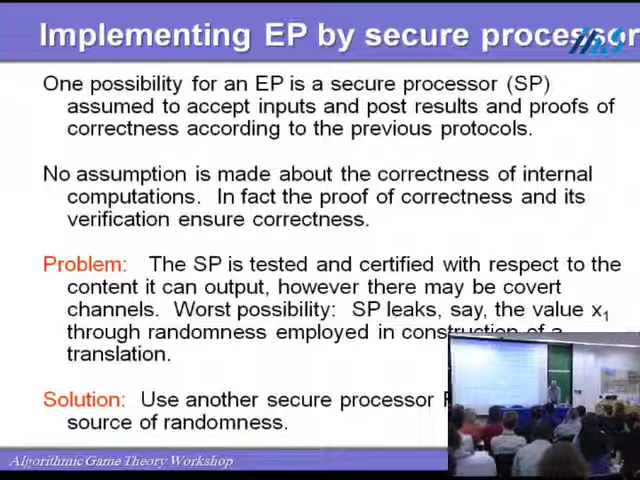 Implementing EP by secure processor
One possibility for an EP is a secure processor (SP)
assumed to accept inputs and post results and proofs of
correctness according to the previous protocols.
No assumption is made about the correctness of internal
computations. In fact the proof of correctness and its
verification ensure correctness.
Problem: The SP is tested and certified with respect to the
content it can output, however there may be covert
channels. Worst possibility: SP leaks, say, the value x₁
through randomness employed in construction of a
translation.
Solution: Use another secure processor
source of randomness.
Algorithmic Game Theory Workshop